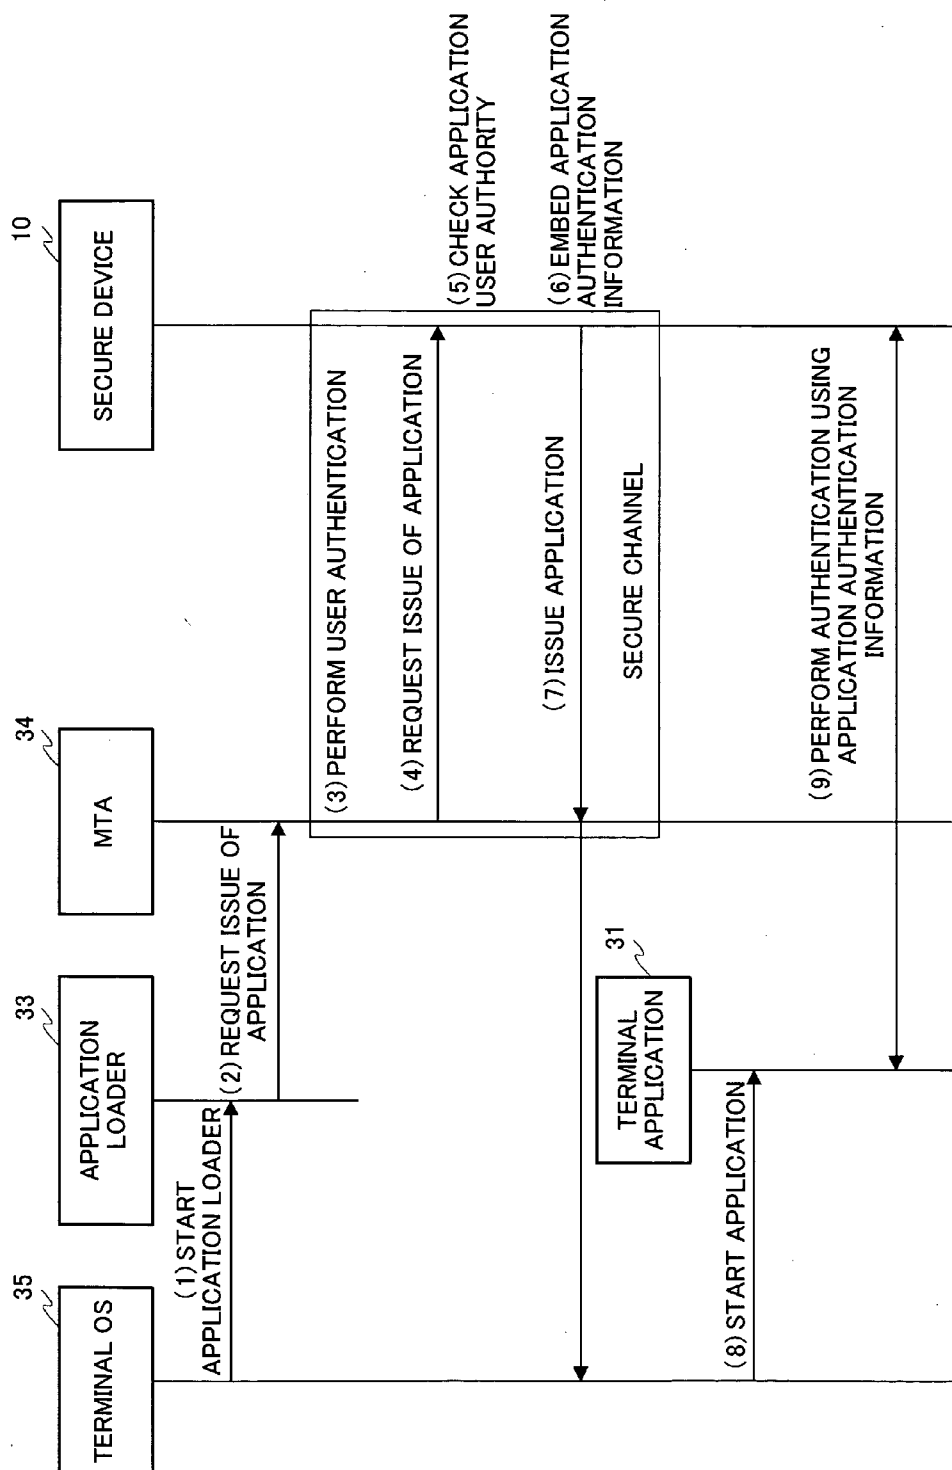 35
TERMINAL OS
33
APPLICATION
LOADER
34
MTA
10
SECURE DEVICE
(1) START
APPLICATION LOADER
(2) REQUEST ISSUE OF
APPLICATION
(3) PERFORM USER AUTHENTICATION
(4) REQUEST ISSUE OF APPLICATION
(5) CHECK APPLICATION
USER AUTHORITY
(6) EMBED APPLICATION
AUTHENTICATION
INFORMATION
(7) ISSUE APPLICATION
SECURE CHANNEL
31
TERMINAL
APPLICATION
(8) START APPLICATION
(9) PERFORM AUTHENTICATION USING
APPLICATION AUTHENTICATION
INFORMATION